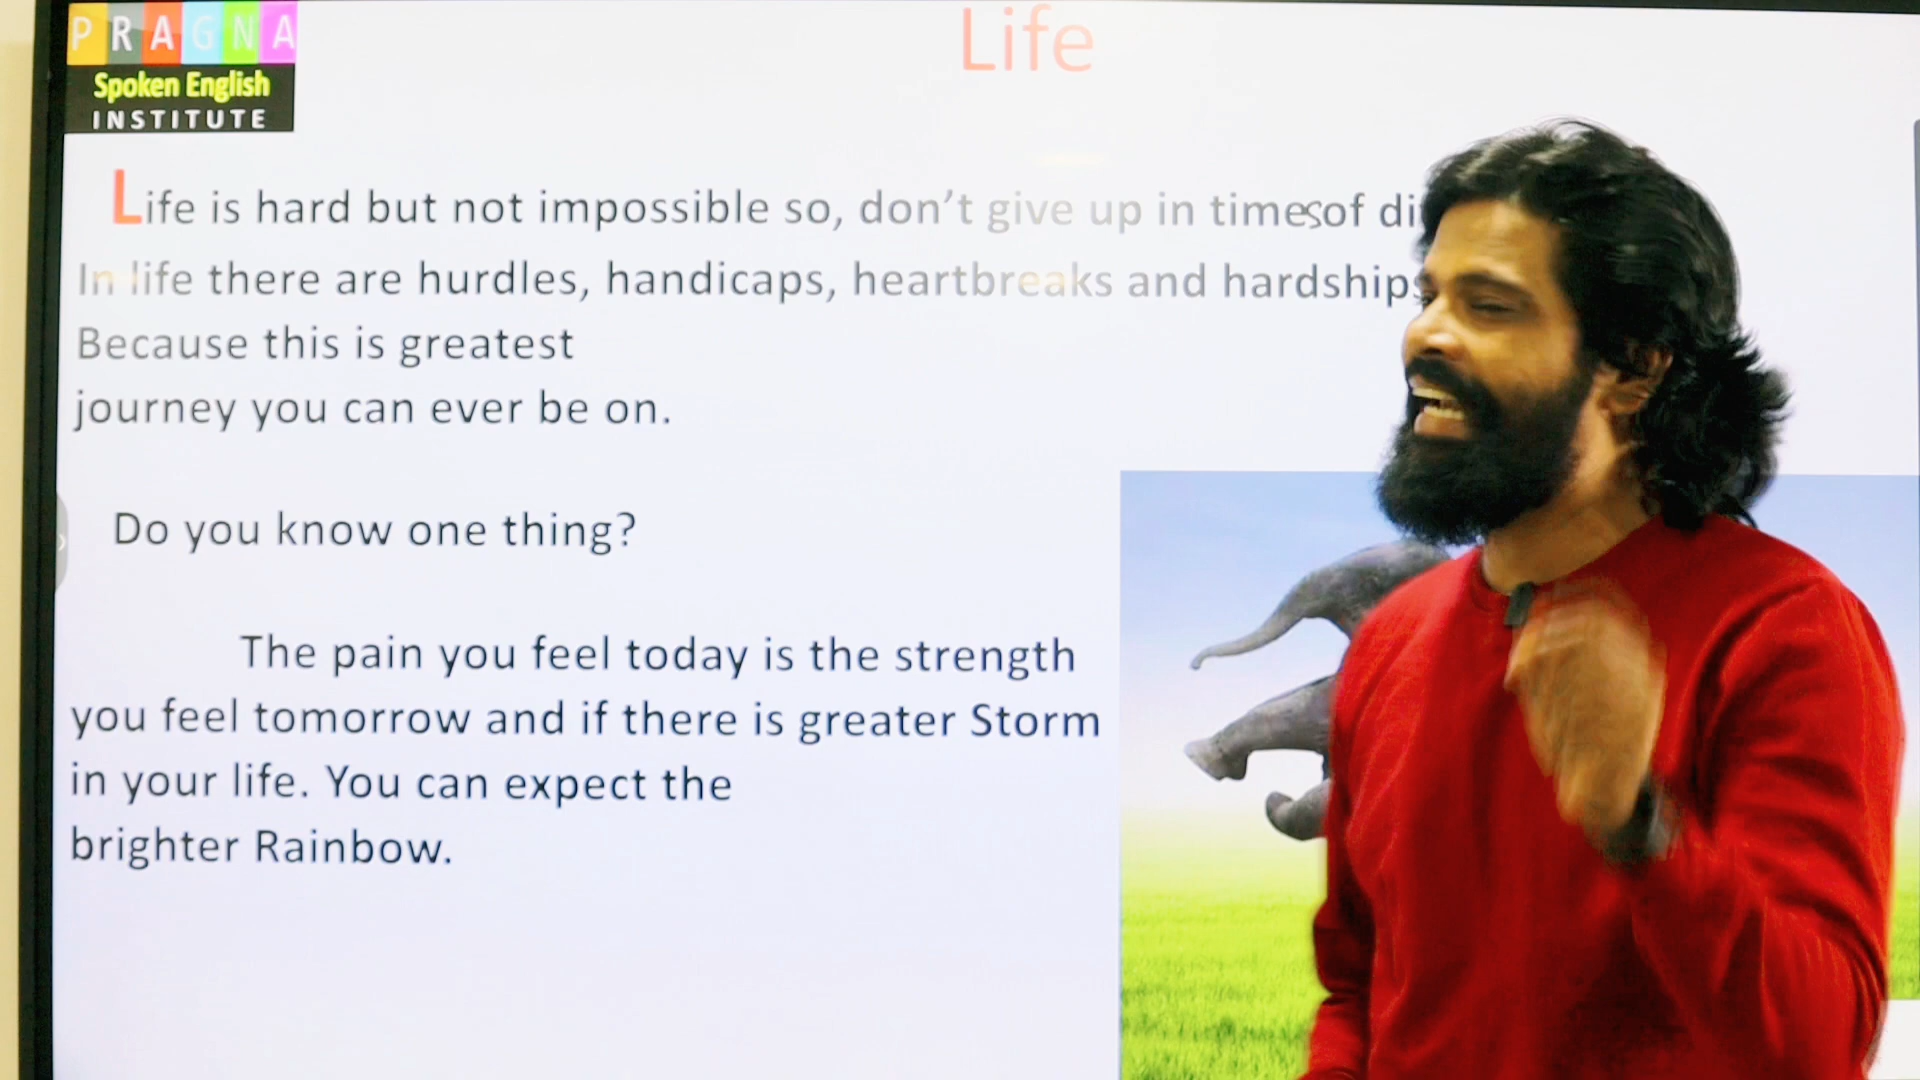 PRAGNA
Spoken English
INSTITUTE
Life
Life is hard but not impossible so, don't give up in timesof
In life there are hurdles, handicaps, heartbreaks and hardships
Because this is greatest
journey you can ever be on.
Do you know one thing?
The pain you feel today is the strength
you feel tomorrow and if there is greater Storm
in your life. You can expect the
brighter Rainbow.